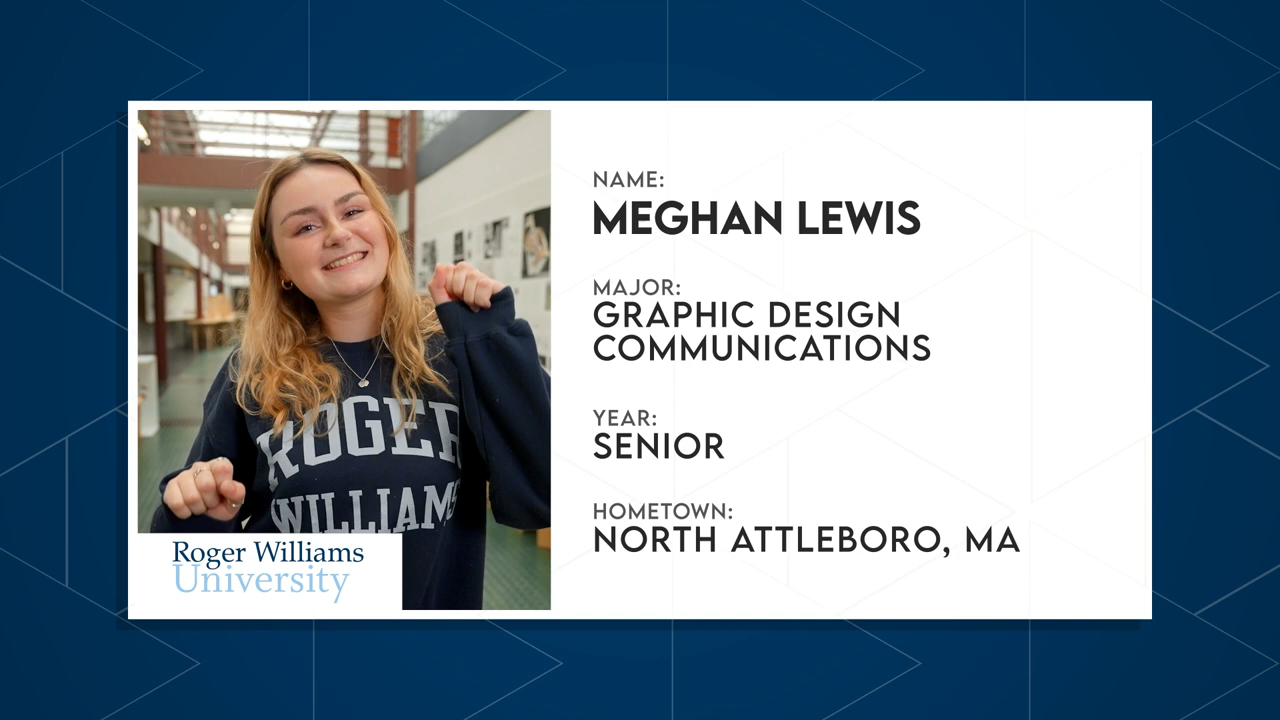 NAME:
MEGHAN LEWIS
MAJOR:
GRAPHIC DESIGN
COMMUNICATIONS
YEAR:
SENIOR
HOMETOWN:
NORTH ATTLEBORO, MA
ROGER
WILLIAMS
Roger Williams
University